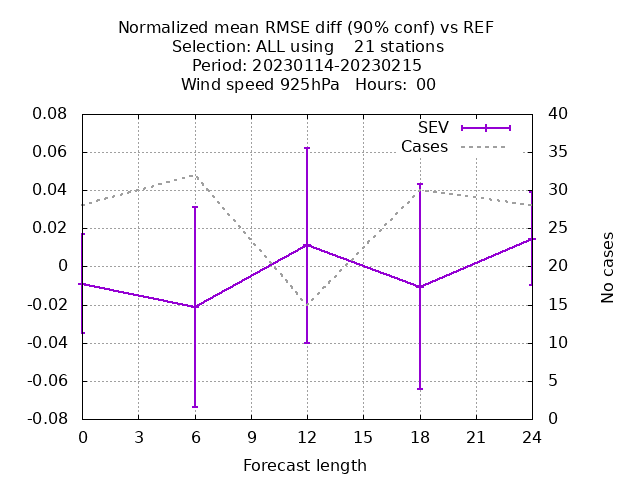 Normalized mean RMSE diff (90% conf) vs REF
Selection: ALL using    21 stations
Period: 20230114-20230215
Wind speed 925hPa   Hours:  00
0.08
0.06
0.04
0.02
0
-0.02
-0.04
-0.06
-0.08
SEV
Cases
40
35
30
25
20
15
10
5
0
No cases
0 3 6 9 12 15 18 21 24
Forecast length